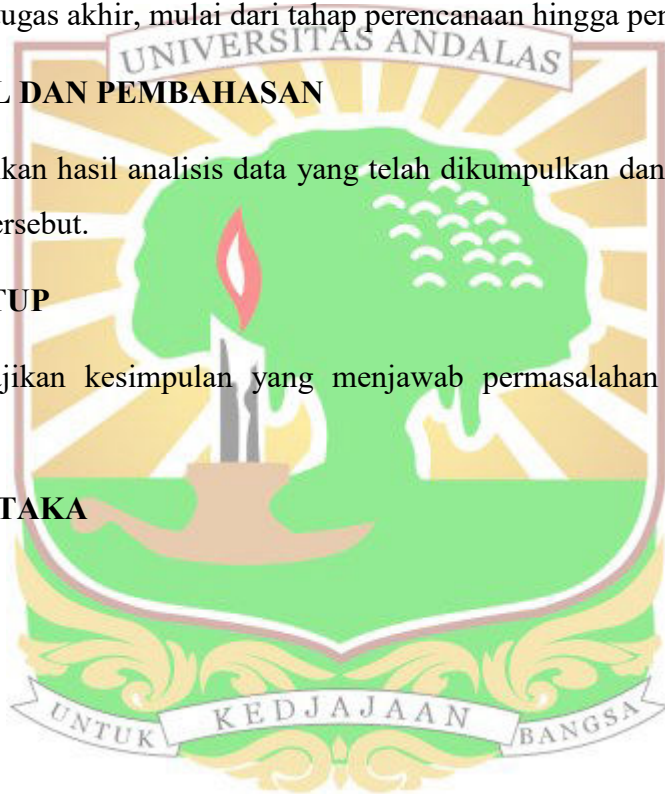 ugas akhir, mulai dari tahap perencanaan hingga per
UNIVERSITAS ANDALAS
L DAN PEMBAHASAN
kan hasil analisis data yang telah dikumpulkan dan
ersebut.
TUP
jikan kesimpulan yang menjawab permasalahan
TAKA
UNTUK KEDJAJAAN BANGSA